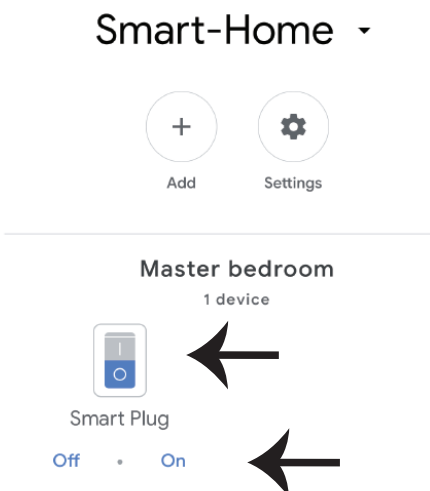 Smart-Home
Add Settings
Master bedroom
1 device
Smart Plug
Off • On